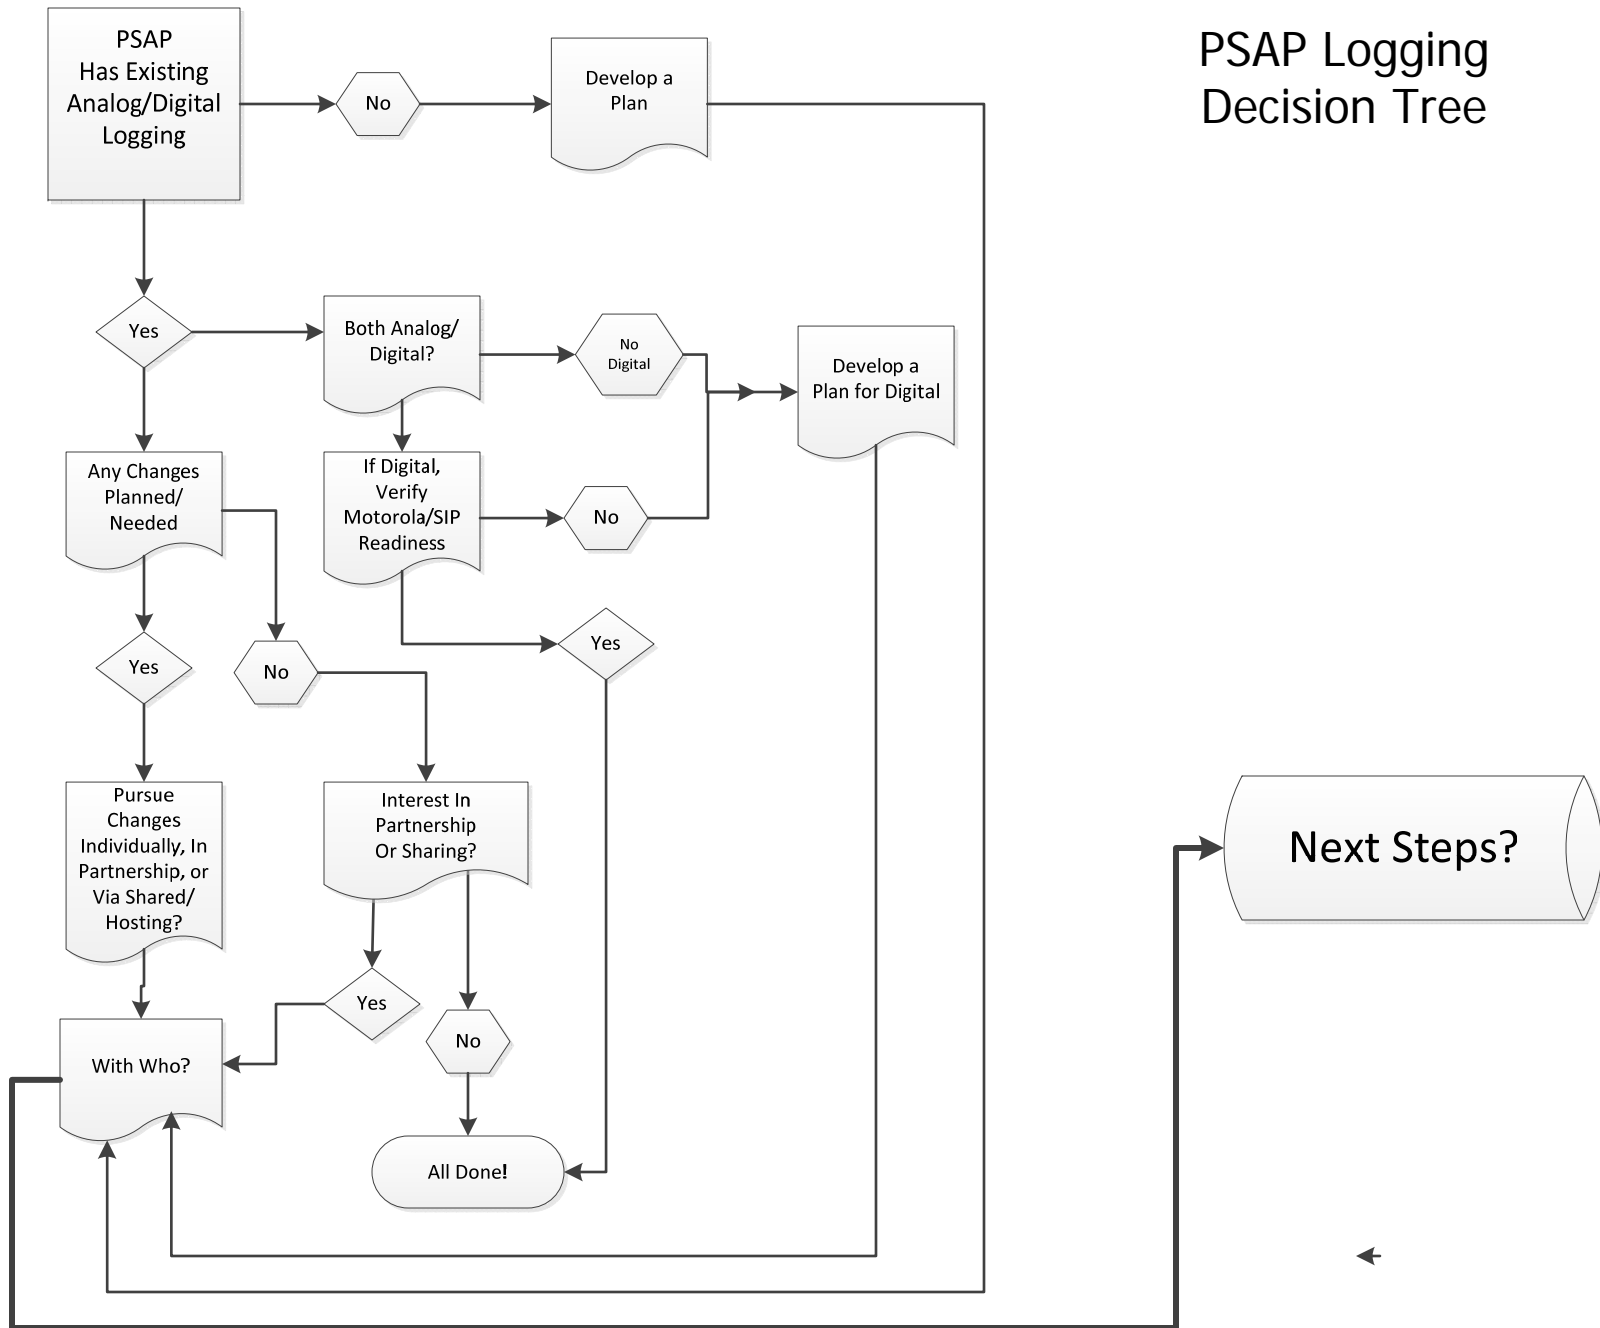 PSAP Logging
Decision Tree
PSAP
Has Existing
Analog/Digital
Logging
No
Develop a
Plan
Yes
Both Analog/
Digital?
No
Digital
Develop a
Plan for Digital
Any Changes
Planned/
Needed
If Digital,
Verify
Motorola/SIP
Readiness
No
Yes
No
Yes
Pursue
Changes
Individually, In
Partnership, or
Via Shared/
Hosting?
Interest In
Partnership
Or Sharing?
Next Steps?
Yes
No
With Who?
All Done!